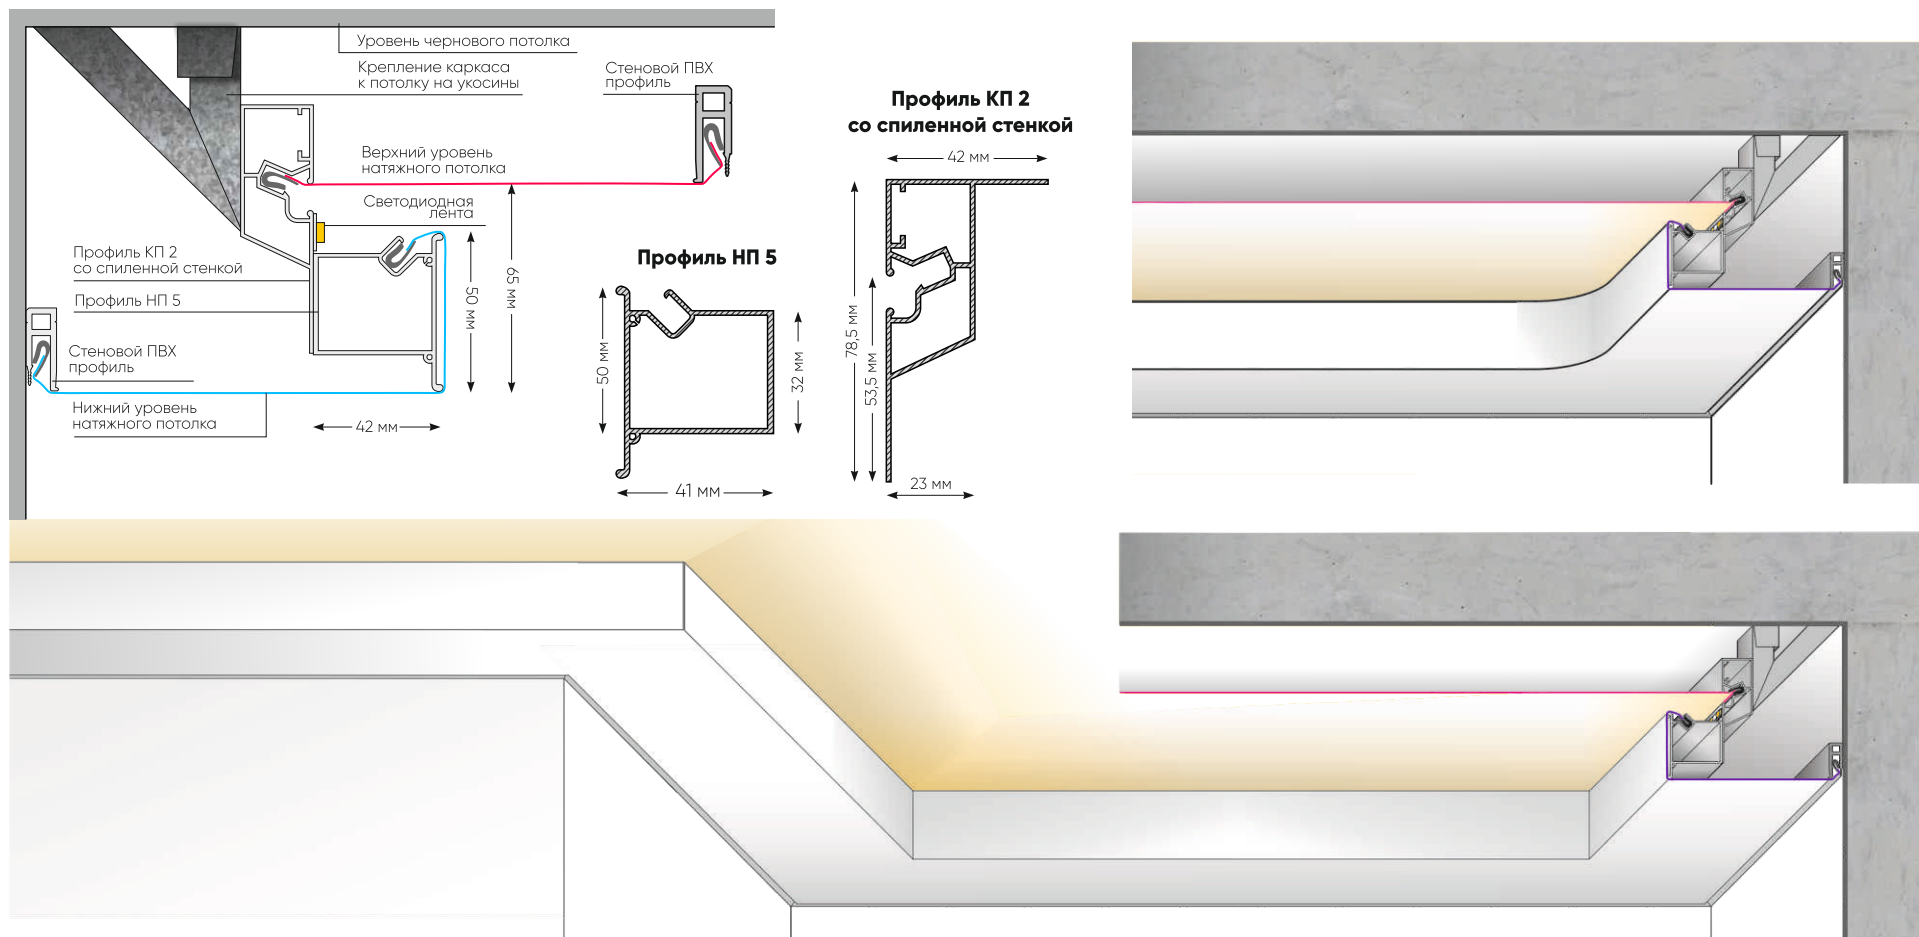 Уровень чернового потолка
Крепление каркаса
к потолку на укосины
Стеновой ПВХ
профиль
Верхний уровень
натяжного потолка
Светодиодная
лента
Профиль КП 2
со спиленной стенкой
Профиль НП 5
Стеновой ПВХ
профиль
Нижний уровень
натяжного потолка
42 мм
50 мм
65 мм
Профиль НП 5
50 мм
32 мм
41 мм
Профиль КП 2
со спиленной стенкой
42 мм
78,5 мм
53,5 мм
23 мм